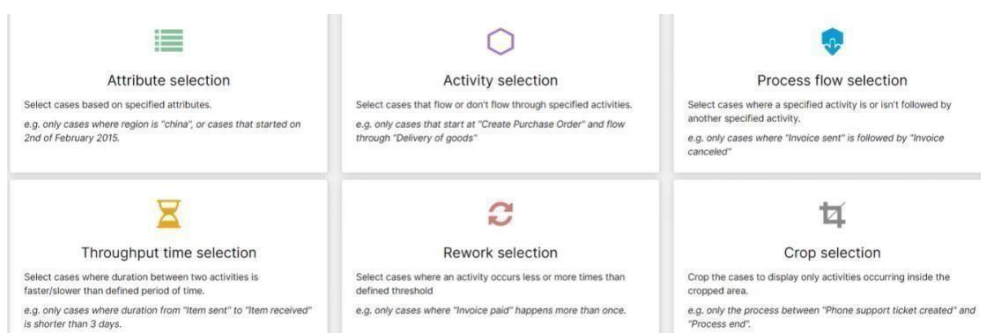 Attribute selection
Select cases based on specified attributes.
e.g. only cases where region is "china", or cases that started on
2nd of February 2015.
Activity selection
Select cases that flow or don't flow through specified activities.
e.g. only cases that start at "Create Purchase Order" and flow
through "Delivery of goods"
Process flow selection
Select cases where a specified activity is or isn't followed by
another specified activity.
e.g. only cases where "Invoice sent" is followed by "Invoice
canceled"
Throughput time selection
Select cases where duration between two activities is
faster/slower than defined period of time.
e.g. only cases where duration from "Item sent" to "Item received"
is shorter than 3 days.
Rework selection
Select cases where an activity occurs less or more times than
defined threshold
e.g. only cases where "Invoice paid" happens more than once.
Crop selection
Crop the cases to display only activities occurring inside the
cropped area.
e.g. only the process between "Phone support ticket created" and
"Process end".